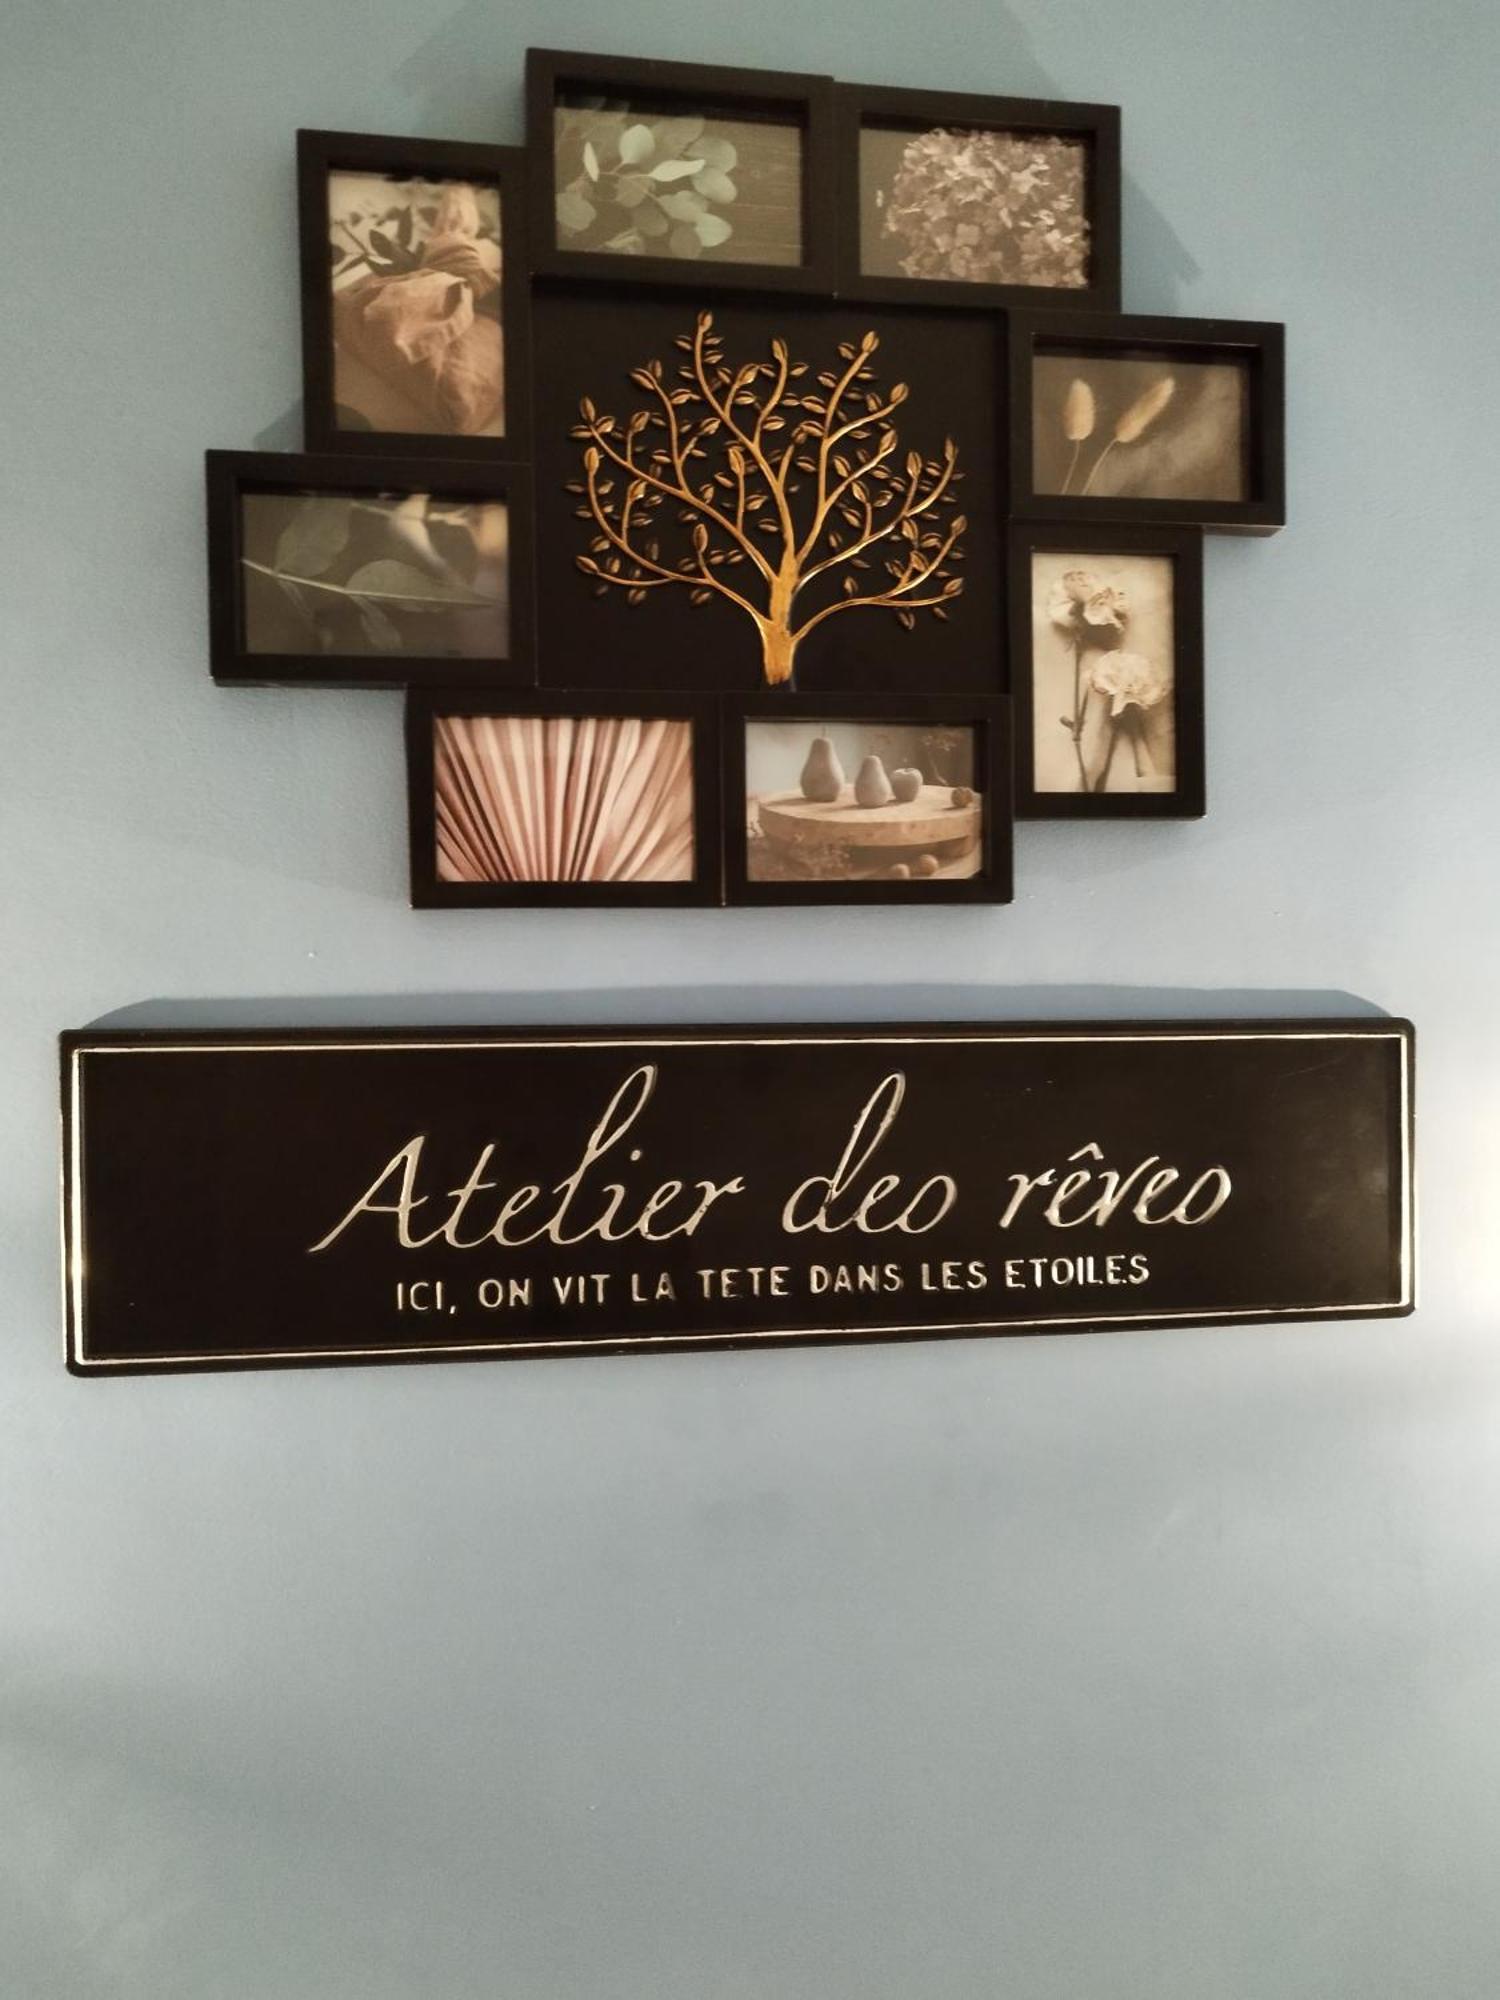 Atelier des rêves
ICI, ON VIT LA TETE DANS LES ETOILES